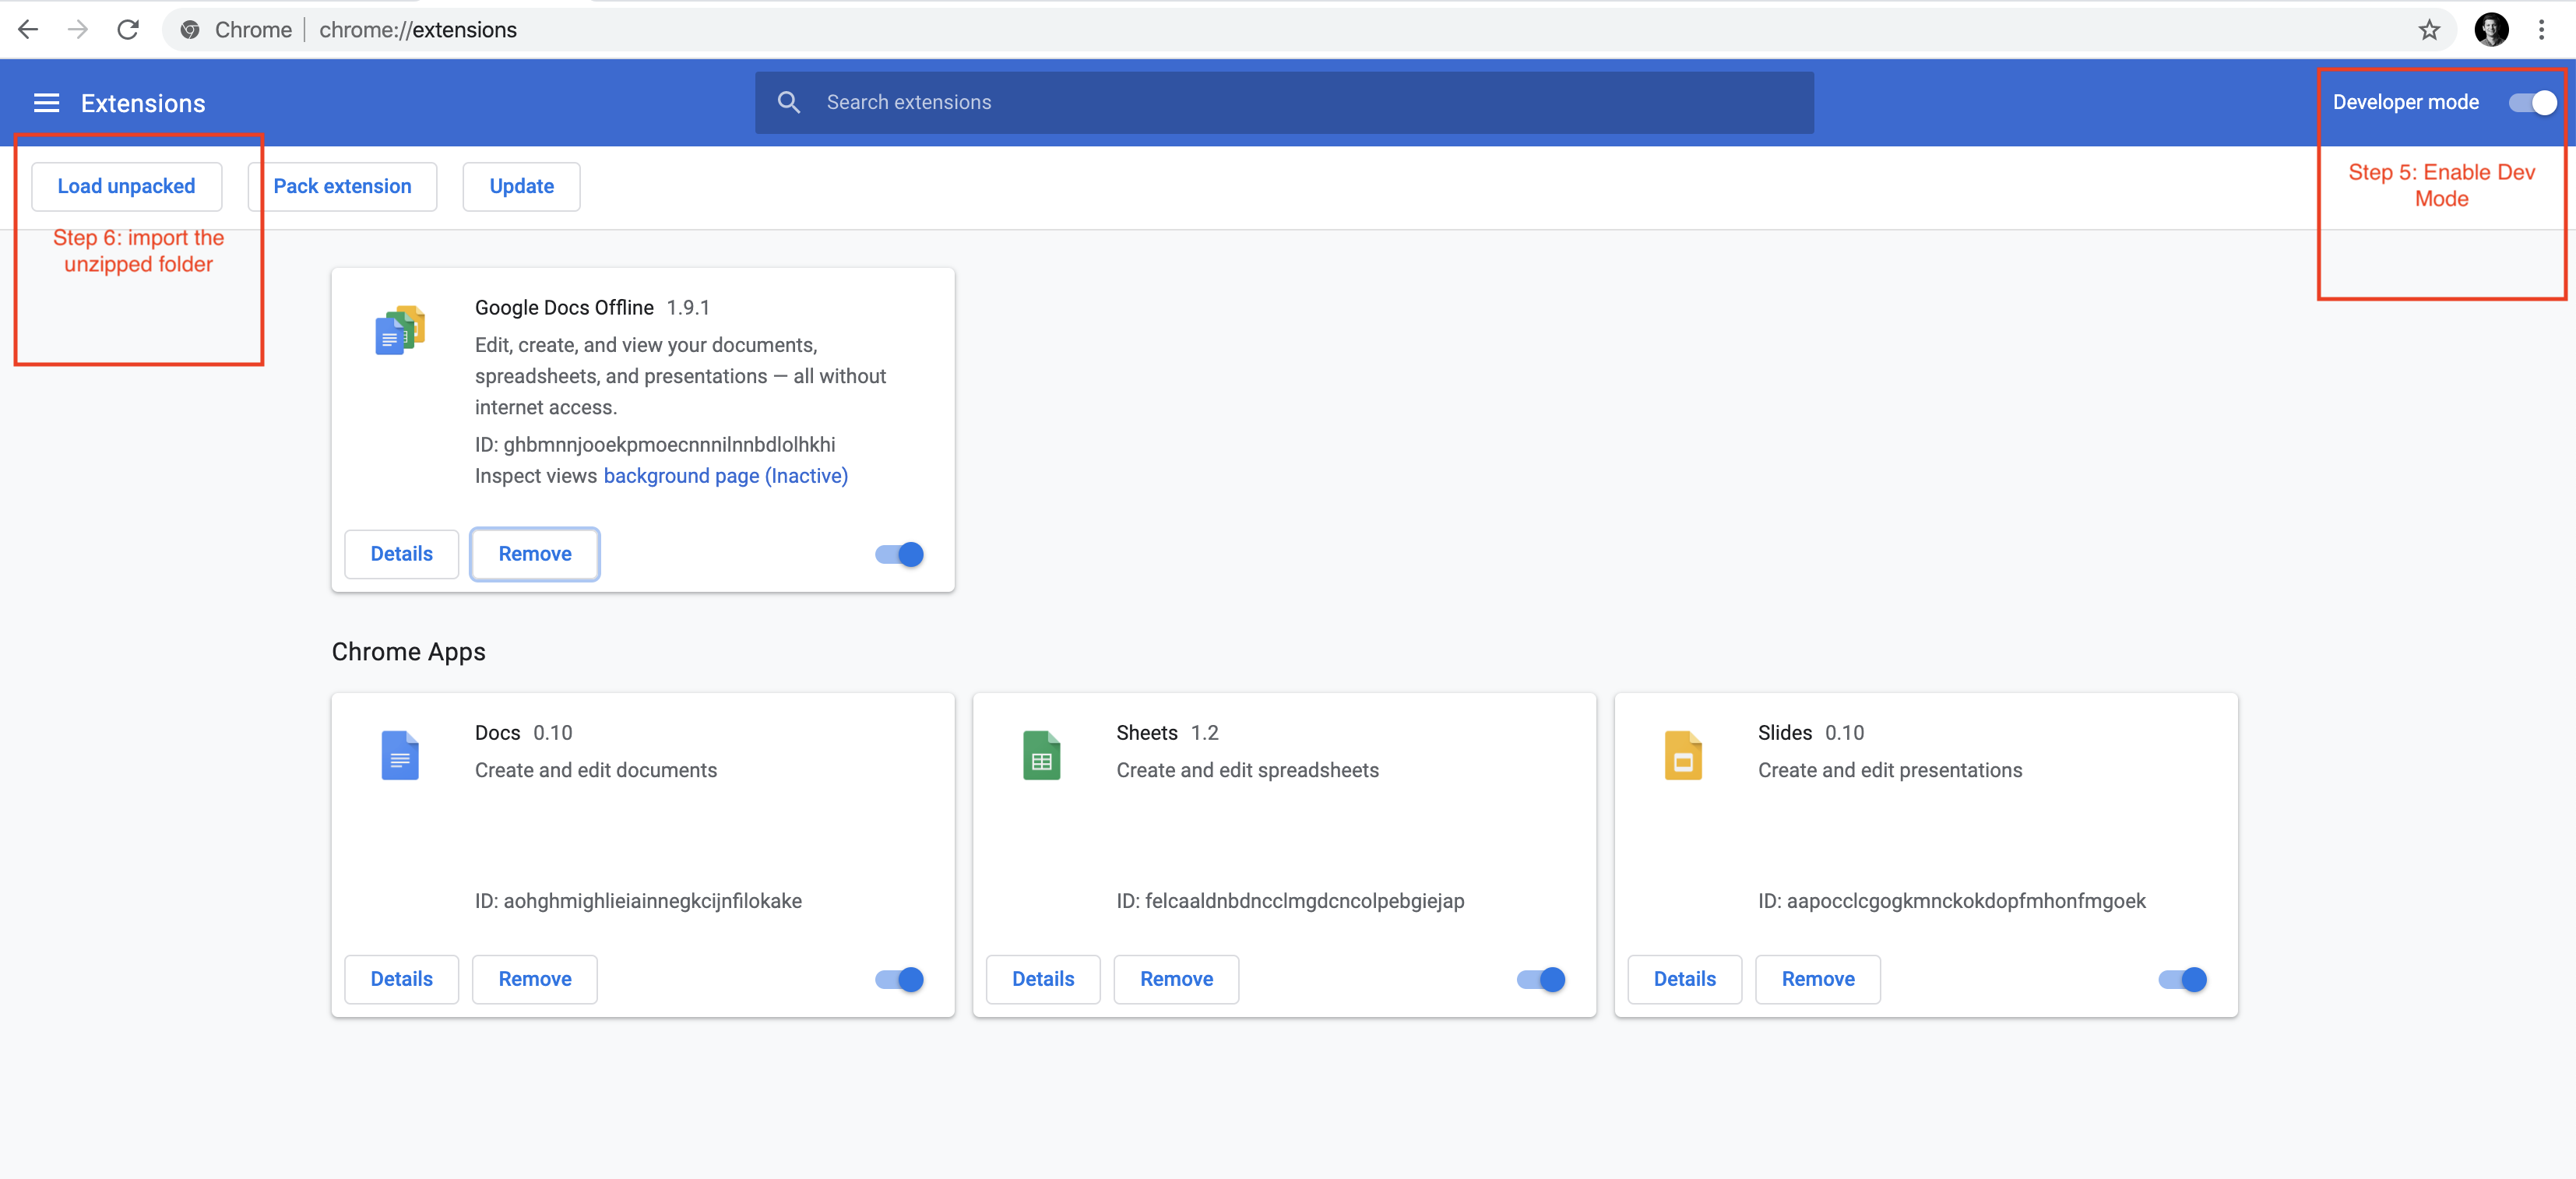 Chrome | chrome://extensions
Extensions
Search extensions
Developer mode
Load unpacked
Pack extension
Update
Step 5: Enable Dev
Mode
Step 6: import the
unzipped folder
Google Docs Offline 1.9.1
Edit, create, and view your documents,
spreadsheets, and presentations — all without
internet access.
ID: ghbmnnjooekpmoecnnnilnnbdlolhkhi
Inspect views background page (Inactive)
Details
Remove
Chrome Apps
Docs 0.10
Create and edit documents
ID: aohghmighlieiainnegkcijnfilokake
Details
Remove
Sheets 1.2
Create and edit spreadsheets
ID: felcaaldnbdncclmgdcncolpebgiejap
Details
Remove
Slides 0.10
Create and edit presentations
ID: aapocclcgogkmnckokdopfmhonfmgoek
Details
Remove